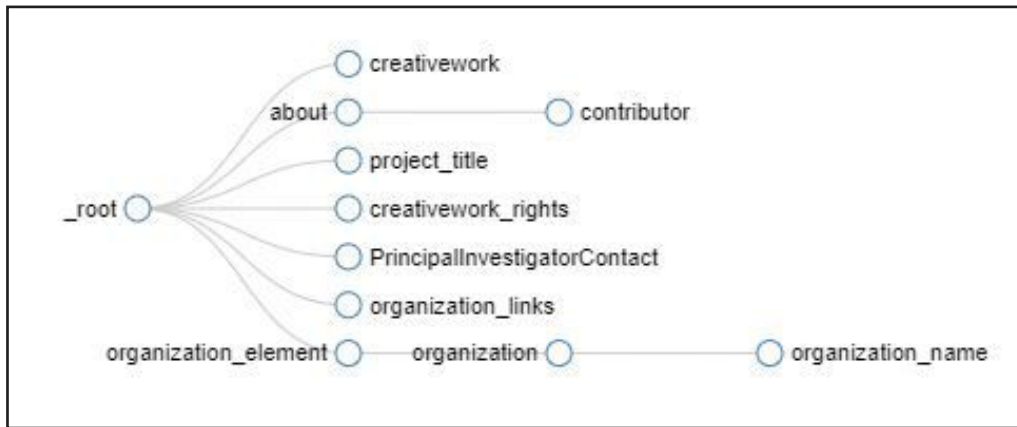 creativework
about contributor
project_title
_root creativework_rights
PrincipalInvestigatorContact
organization_links
organization_element organization organization_name